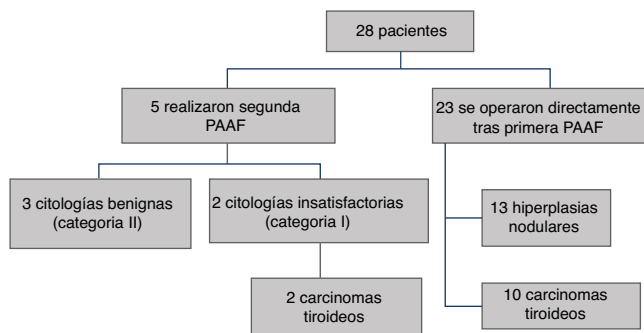 28 pacientes
5 realizaron segunda
PAAF
23 se operaron directamente
tras primera PAAF
3 citologías benignas
(categoria II)
2 citologías insatisfactorias
(categoria I)
13 hiperplasias
nodulares
2 carcinomas
tiroideos
10 carcinomas
tiroideos